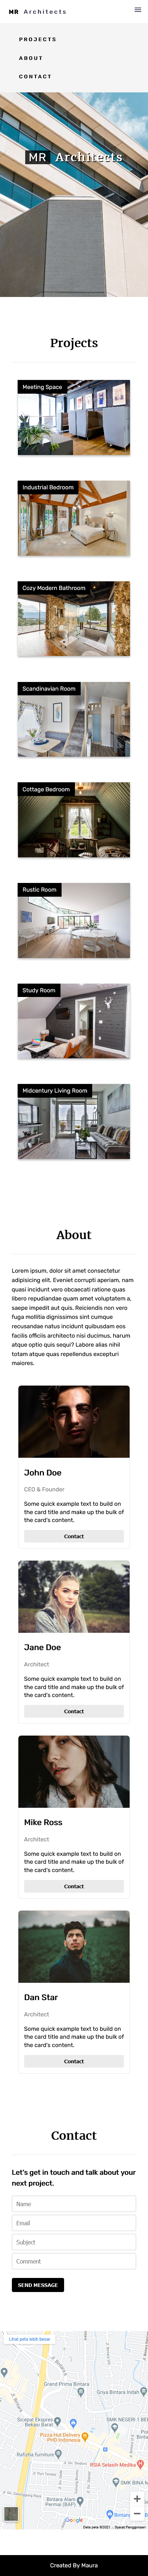 MR Architects
PROJECTS
ABOUT
CONTACT
MR Architects
Projects
Meeting Space
Industrial Bedroom
Cozy Modern Bathroom
Scandinavian Room
Cottage Bedroom
Rustic Room
Study Room
Midcentury Living Room
About
Lorem ipsum, dolor sit amet consectetur
adipisicing elit. Eveniet corrupti aperiam, nam
quasi incidunt vero obcaecati ratione quas
libero repudiandae quam amet voluptatem a,
saepe impedit aut quis. Reiciendis non vero
fuga mollitia dignissimos sint cumque
recusandae natus incidunt quibusdam eos
facilis officiis architecto nisi ducimus, harum
atque optio quis sequi? Labore alias nihil
totam atque quas repellendus excepturi
maiores.
John Doe
CEO & Founder
Some quick example text to build on
the card title and make up the bulk of
the card's content.
Contact
Jane Doe
Architect
Some quick example text to build on
the card title and make up the bulk of
the card's content.
Contact
Mike Ross
Architect
Some quick example text to build on
the card title and make up the bulk of
the card's content.
Contact
Dan Star
Architect
Some quick example text to build on
the card title and make up the bulk of
the card's content.
Contact
Contact
Let's get in touch and talk about your
next project.
Name
Email
Subject
Comment
SEND MESSAGE
Lihat peta lebih besar
Grand Prima
Bintara
Griya Bintara Indah
Sicepat Ekspres
Bekasi Barat
Pizza Hut Delivery
PHD Indonesia
SMK NEGERI 1
Rafizha furniture
RSIA Selasih Medika
SMK BINA
Bintara Alam
Permai (BAP)
Google
Data peta ©2021
Syarat Penggunaan
Created By Maura